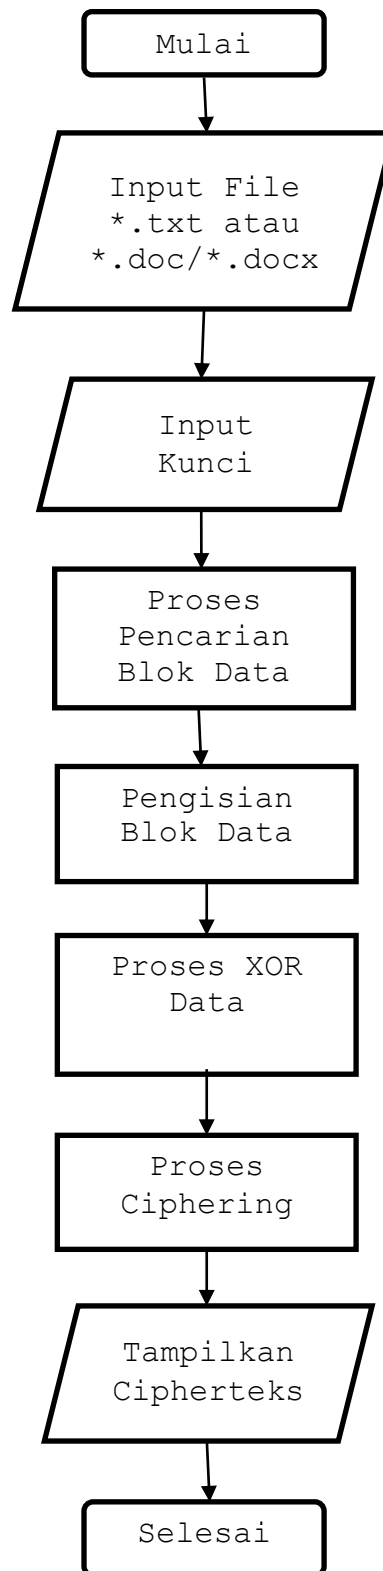 Mulai
Input File
*.txt atau
*.doc/*.docx
Input
Kunci
Proses
Pencarian
Blok Data
Pengisian
Blok Data
Proses XOR
Data
Proses
Ciphering
Tampilkan
Cipherteks
Selesai